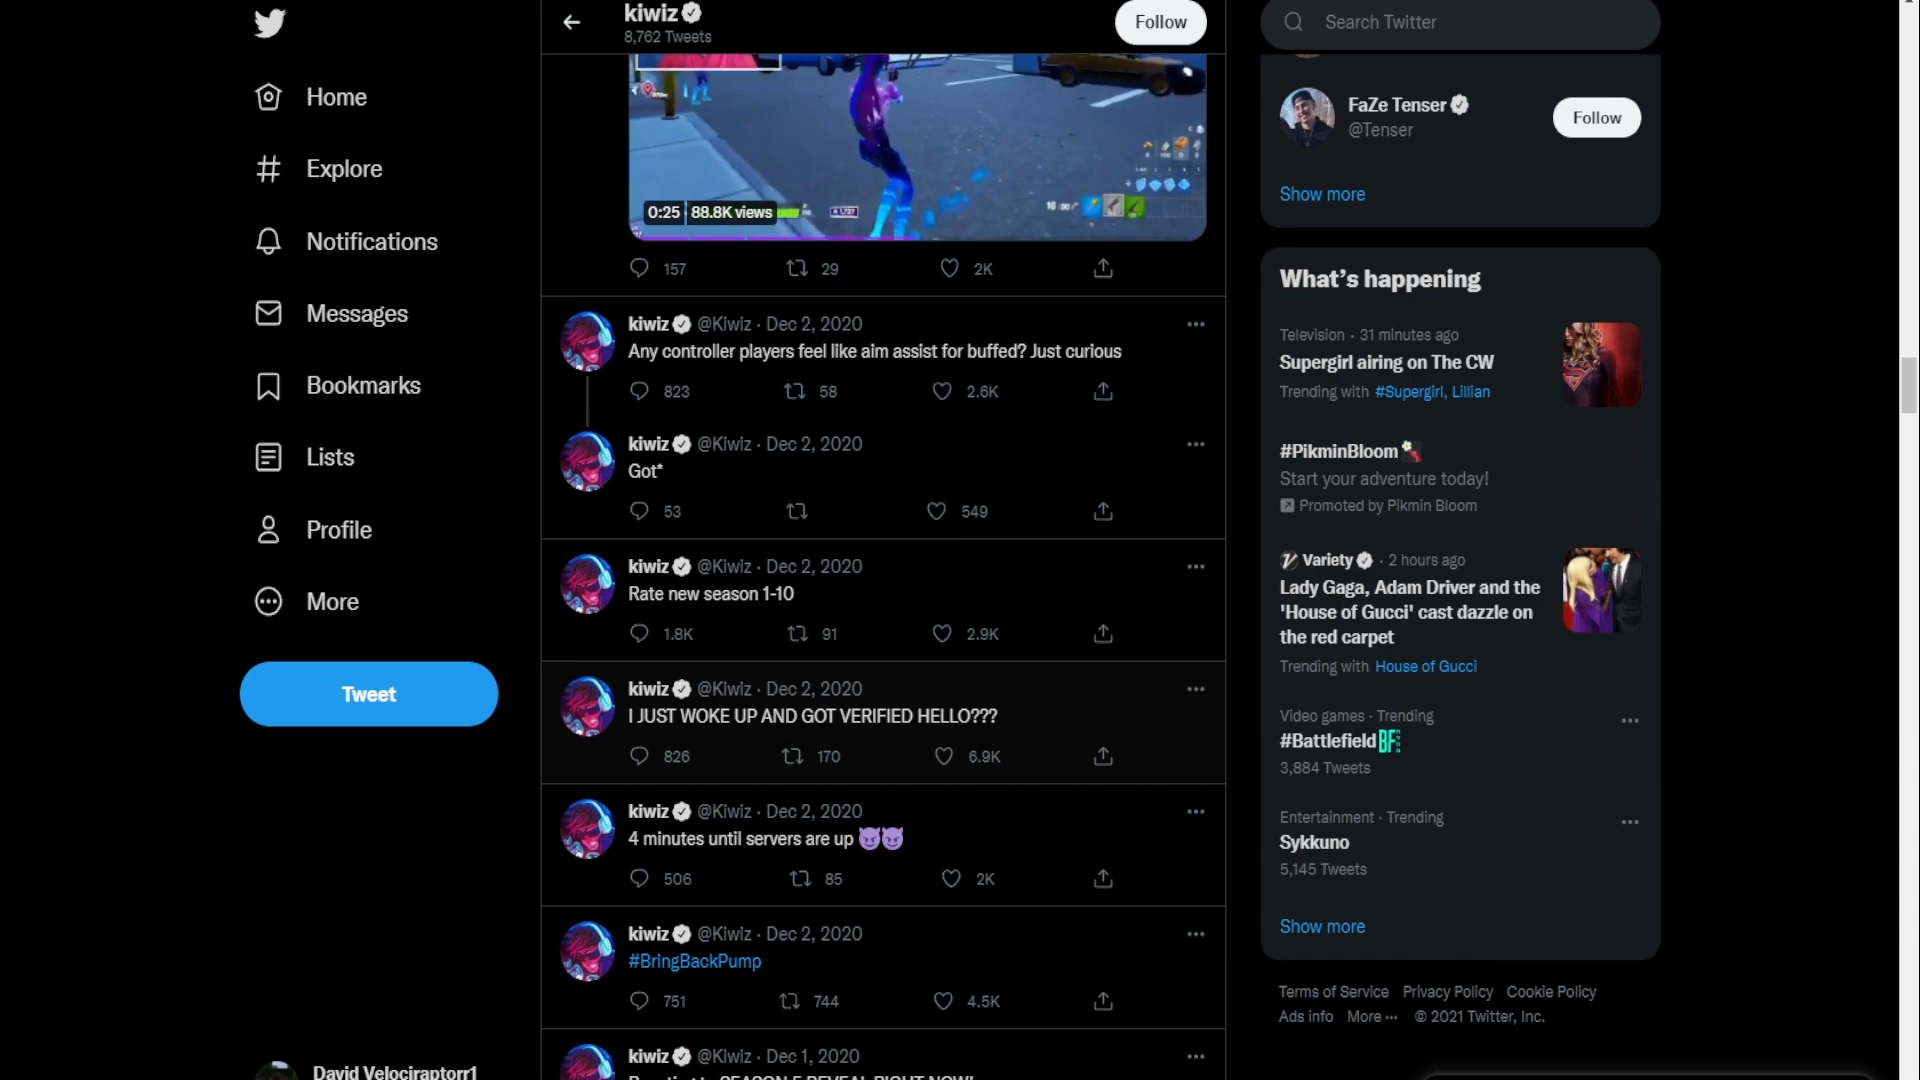 Home
Explore
Notifications
Messages
Bookmarks
Lists
Profile
More
Tweet
David Velociraptorr1
kiwiz
8,762 Tweets
Follow
0:25 88.8K views
157 29 2K
kiwiz @Kiwiz · Dec 2, 2020
Any controller players feel like aim assist for buffed? Just curious
823 58 2.6K
kiwiz @Kiwiz · Dec 2, 2020
Got*
53 549
kiwiz @Kiwiz · Dec 2, 2020
Rate new season 1-10
1.8K 91 2.9K
kiwiz @Kiwiz · Dec 2, 2020
I JUST WOKE UP AND GOT VERIFIED HELLO???
826 170 6.9K
kiwiz @Kiwiz · Dec 2, 2020
4 minutes until servers are up 😈😈
506 85 2K
kiwiz @Kiwiz · Dec 2, 2020
#BringBackPump
751 744 4.5K
kiwiz @Kiwiz · Dec 1, 2020
Search Twitter
FaZe Tenser
@Tenser
Follow
Show more
What's happening
Television · 31 minutes ago
Supergirl airing on The CW
Trending with #Supergirl, Lillian
#PikminBloom
Start your adventure today!
Promoted by Pikmin Bloom
Variety · 2 hours ago
Lady Gaga, Adam Driver and the
'House of Gucci' cast dazzle on
the red carpet
Trending with House of Gucci
Video games · Trending
#Battlefield
3,884 Tweets
Entertainment · Trending
Sykkuno
5,145 Tweets
Show more
Terms of Service Privacy Policy Cookie Policy
Ads info More ··· © 2021 Twitter, Inc.